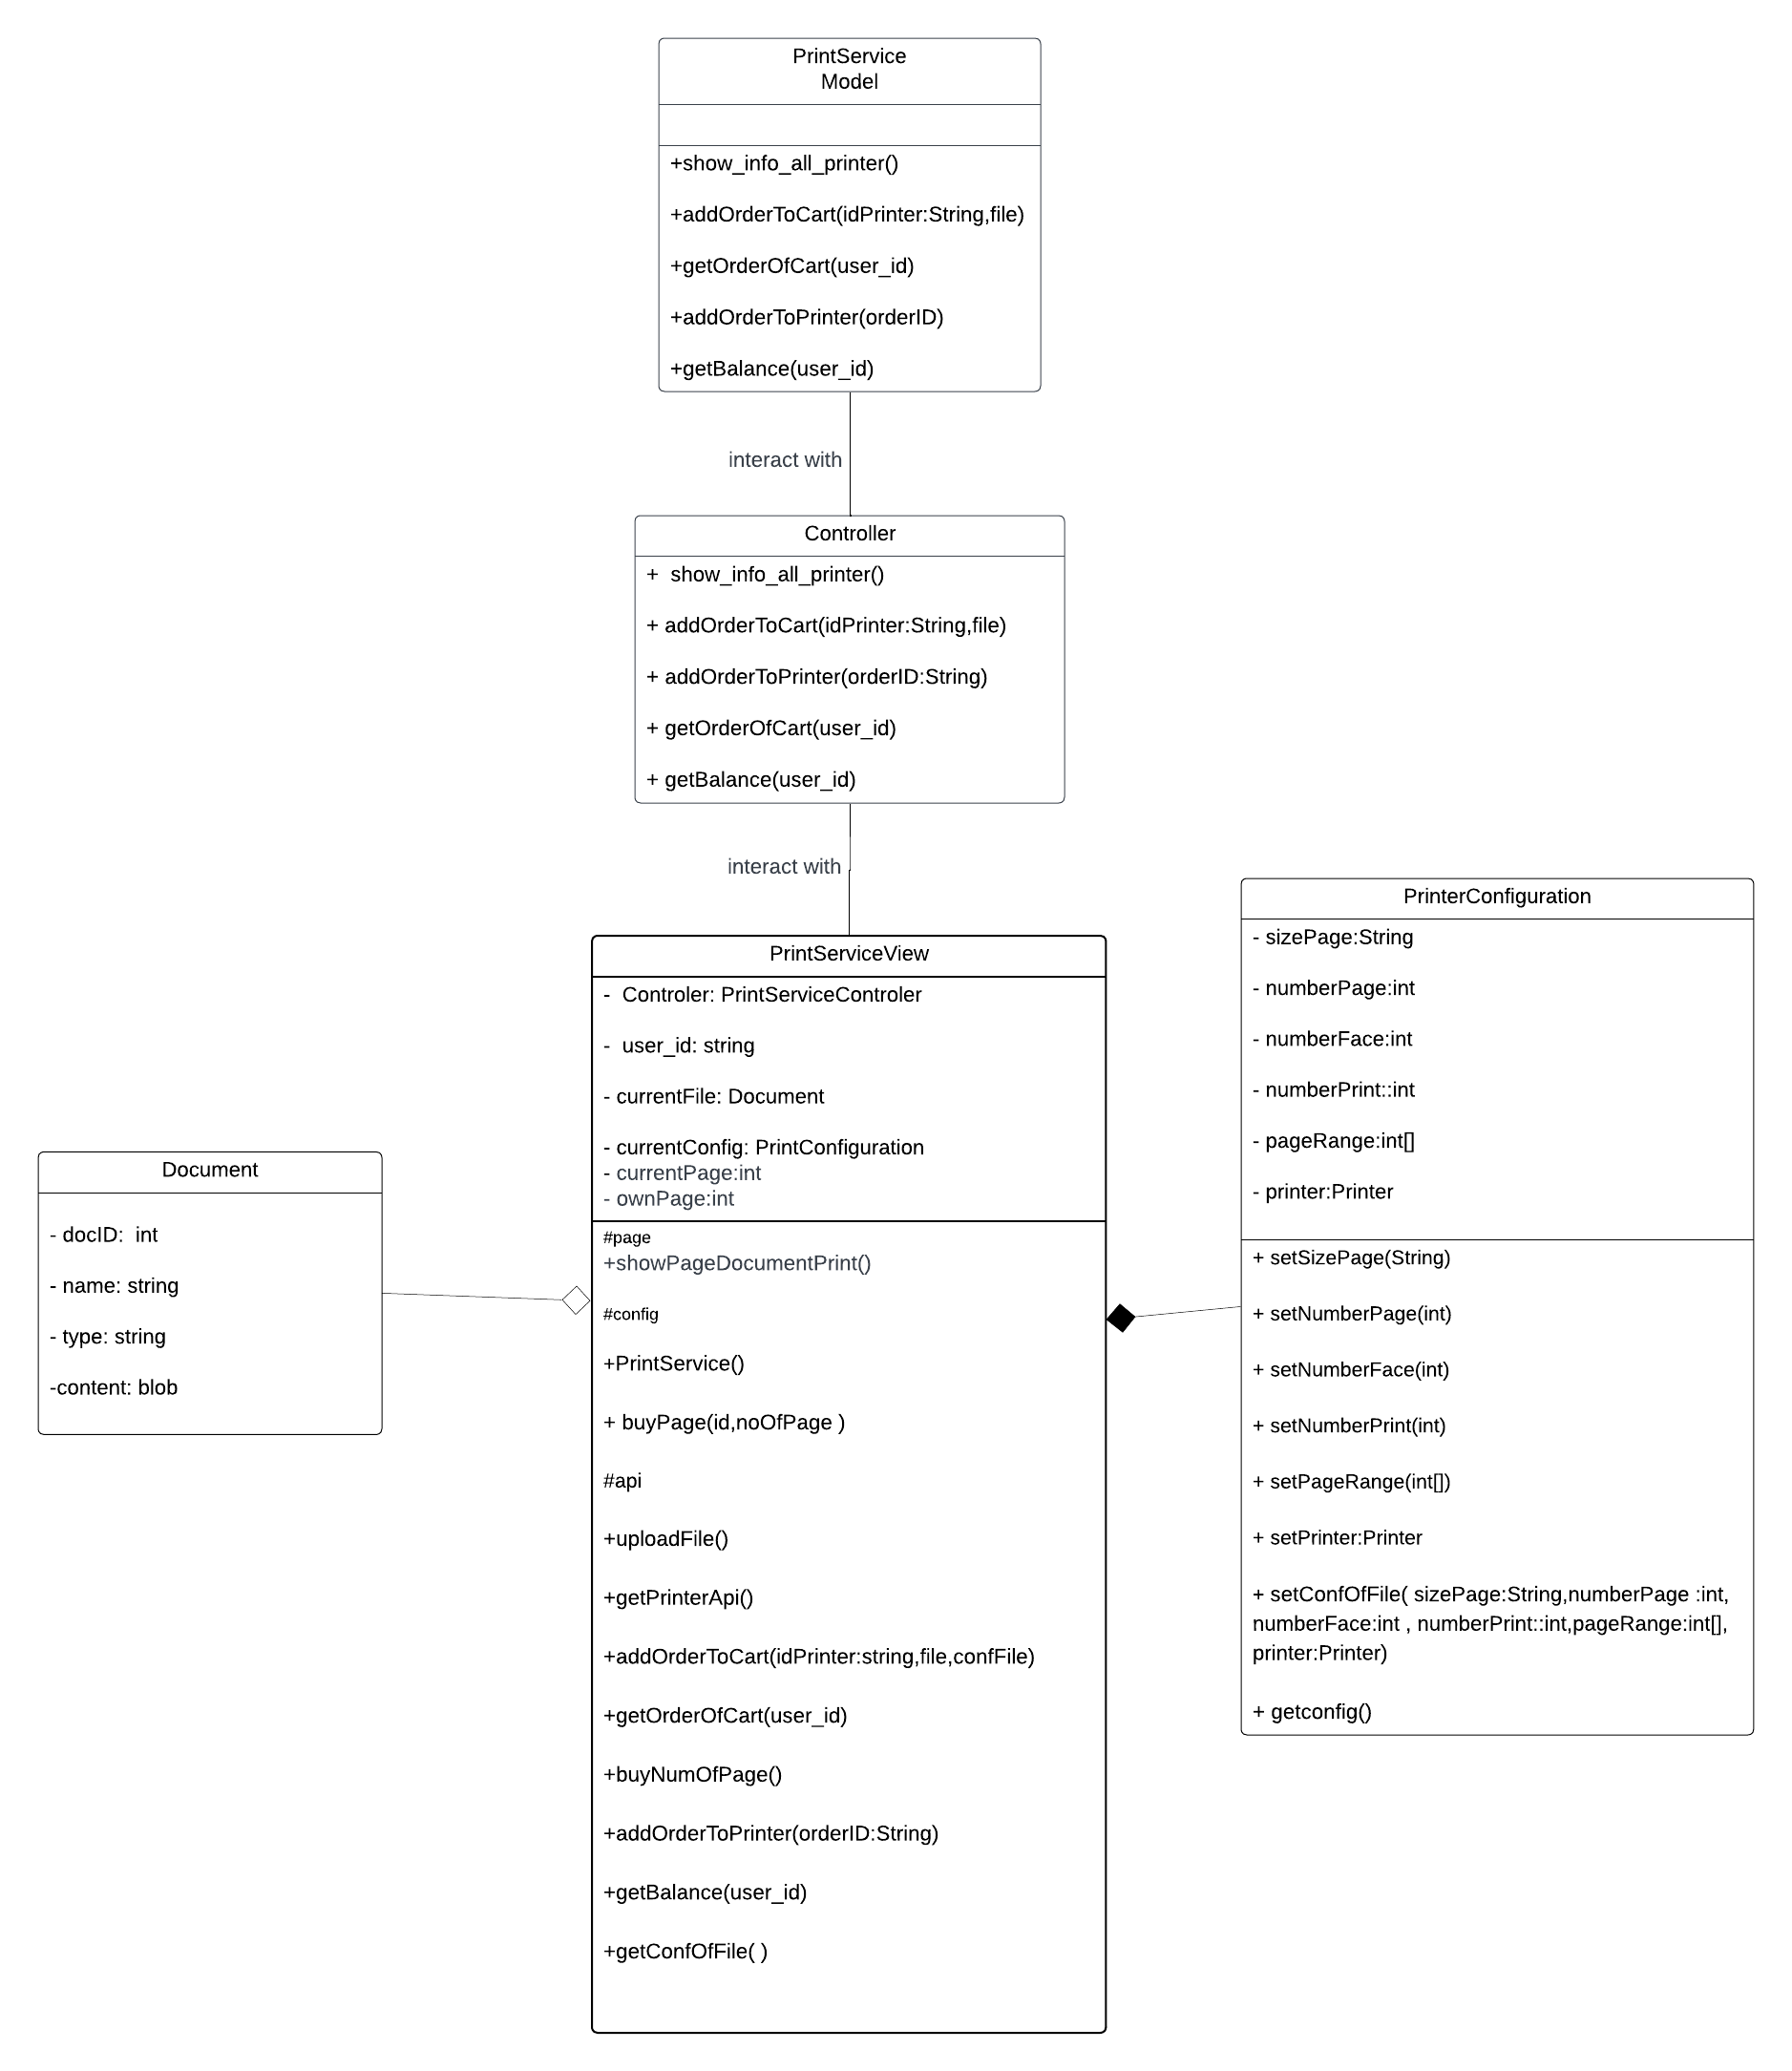 PrintService
Model
+show_info_all_printer()
+addOrderToCart(idPrinter:String,file)
+getOrderOfCart(user_id)
+addOrderToPrinter(orderID)
+getBalance(user_id)
interact with
Controller
+  show_info_all_printer()
+ addOrderToCart(idPrinter:String,file)
+ addOrderToPrinter(orderID:String)
+ getOrderOfCart(user_id)
+ getBalance(user_id)
interact with
PrintServiceView
-  Controler: PrintServiceControler
-  user_id: string
- currentFile: Document
- currentConfig: PrintConfiguration
- currentPage:int
- ownPage:int
#page
+showPageDocumentPrint()
#config
+PrintService()
+ buyPage(id,noOfPage )
#api
+uploadFile()
+getPrinterApi()
+addOrderToCart(idPrinter:string,file,confFile)
+getOrderOfCart(user_id)
+buyNumOfPage()
+addOrderToPrinter(orderID:String)
+getBalance(user_id)
+getConfOfFile( )
Document
- docID:  int
- name: string
- type: string
-content: blob
PrinterConfiguration
- sizePage:String
- numberPage:int
- numberFace:int
- numberPrint::int
- pageRange:int[]
- printer:Printer
+ setSizePage(String)
+ setNumberPage(int)
+ setNumberFace(int)
+ setNumberPrint(int)
+ setPageRange(int[])
+ setPrinter:Printer
+ setConfOfFile( sizePage:String,numberPage :int,
numberFace:int , numberPrint::int,pageRange:int[],
printer:Printer)
+ getconfig()